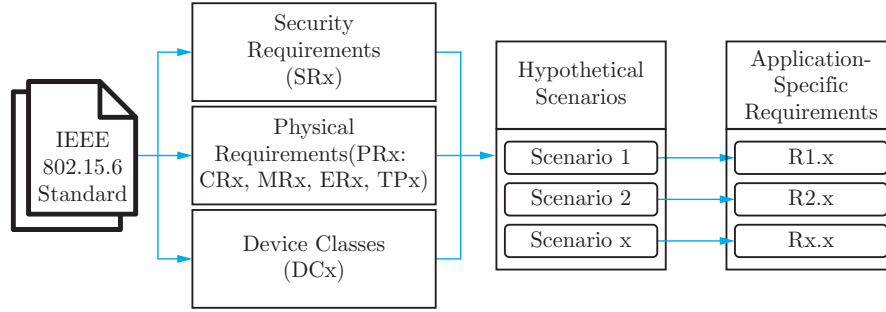 IEEE
802.15.6
Standard
Security
Requirements
(SRx)
Physical
Requirements(PRx:
CRx, MRx, ERx, TPx)
Device Classes
(DCx)
Hypothetical
Scenarios
Scenario 1
Scenario 2
Scenario x
Application-
Specific
Requirements
R1.x
R2.x
Rx.x